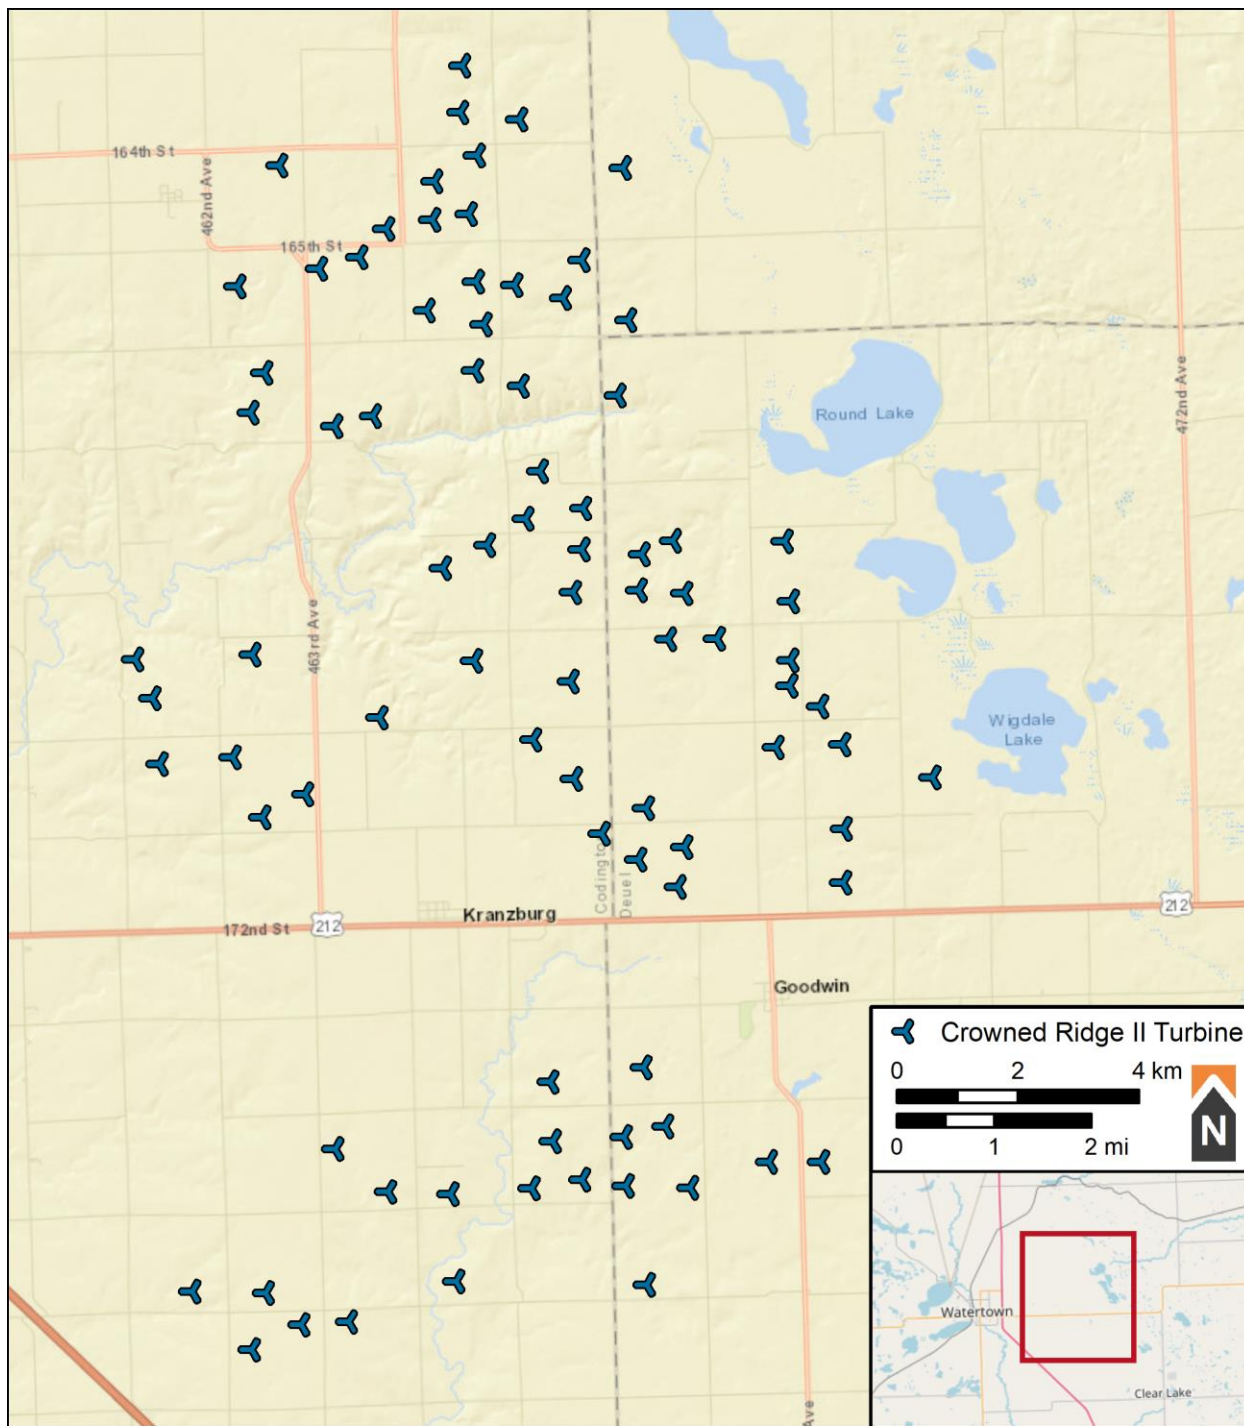 164th St
462nd Ave
165th St
472nd Ave
Round Lake
463rd Ave
Wigdale
Lake
Codington
Deuel
Kranzburg
212
172nd St
212
Goodwin
Crowned Ridge II Turbine
0 2 4 km
0 1 2 mi
N
Ave
Watertown
Clear Lake